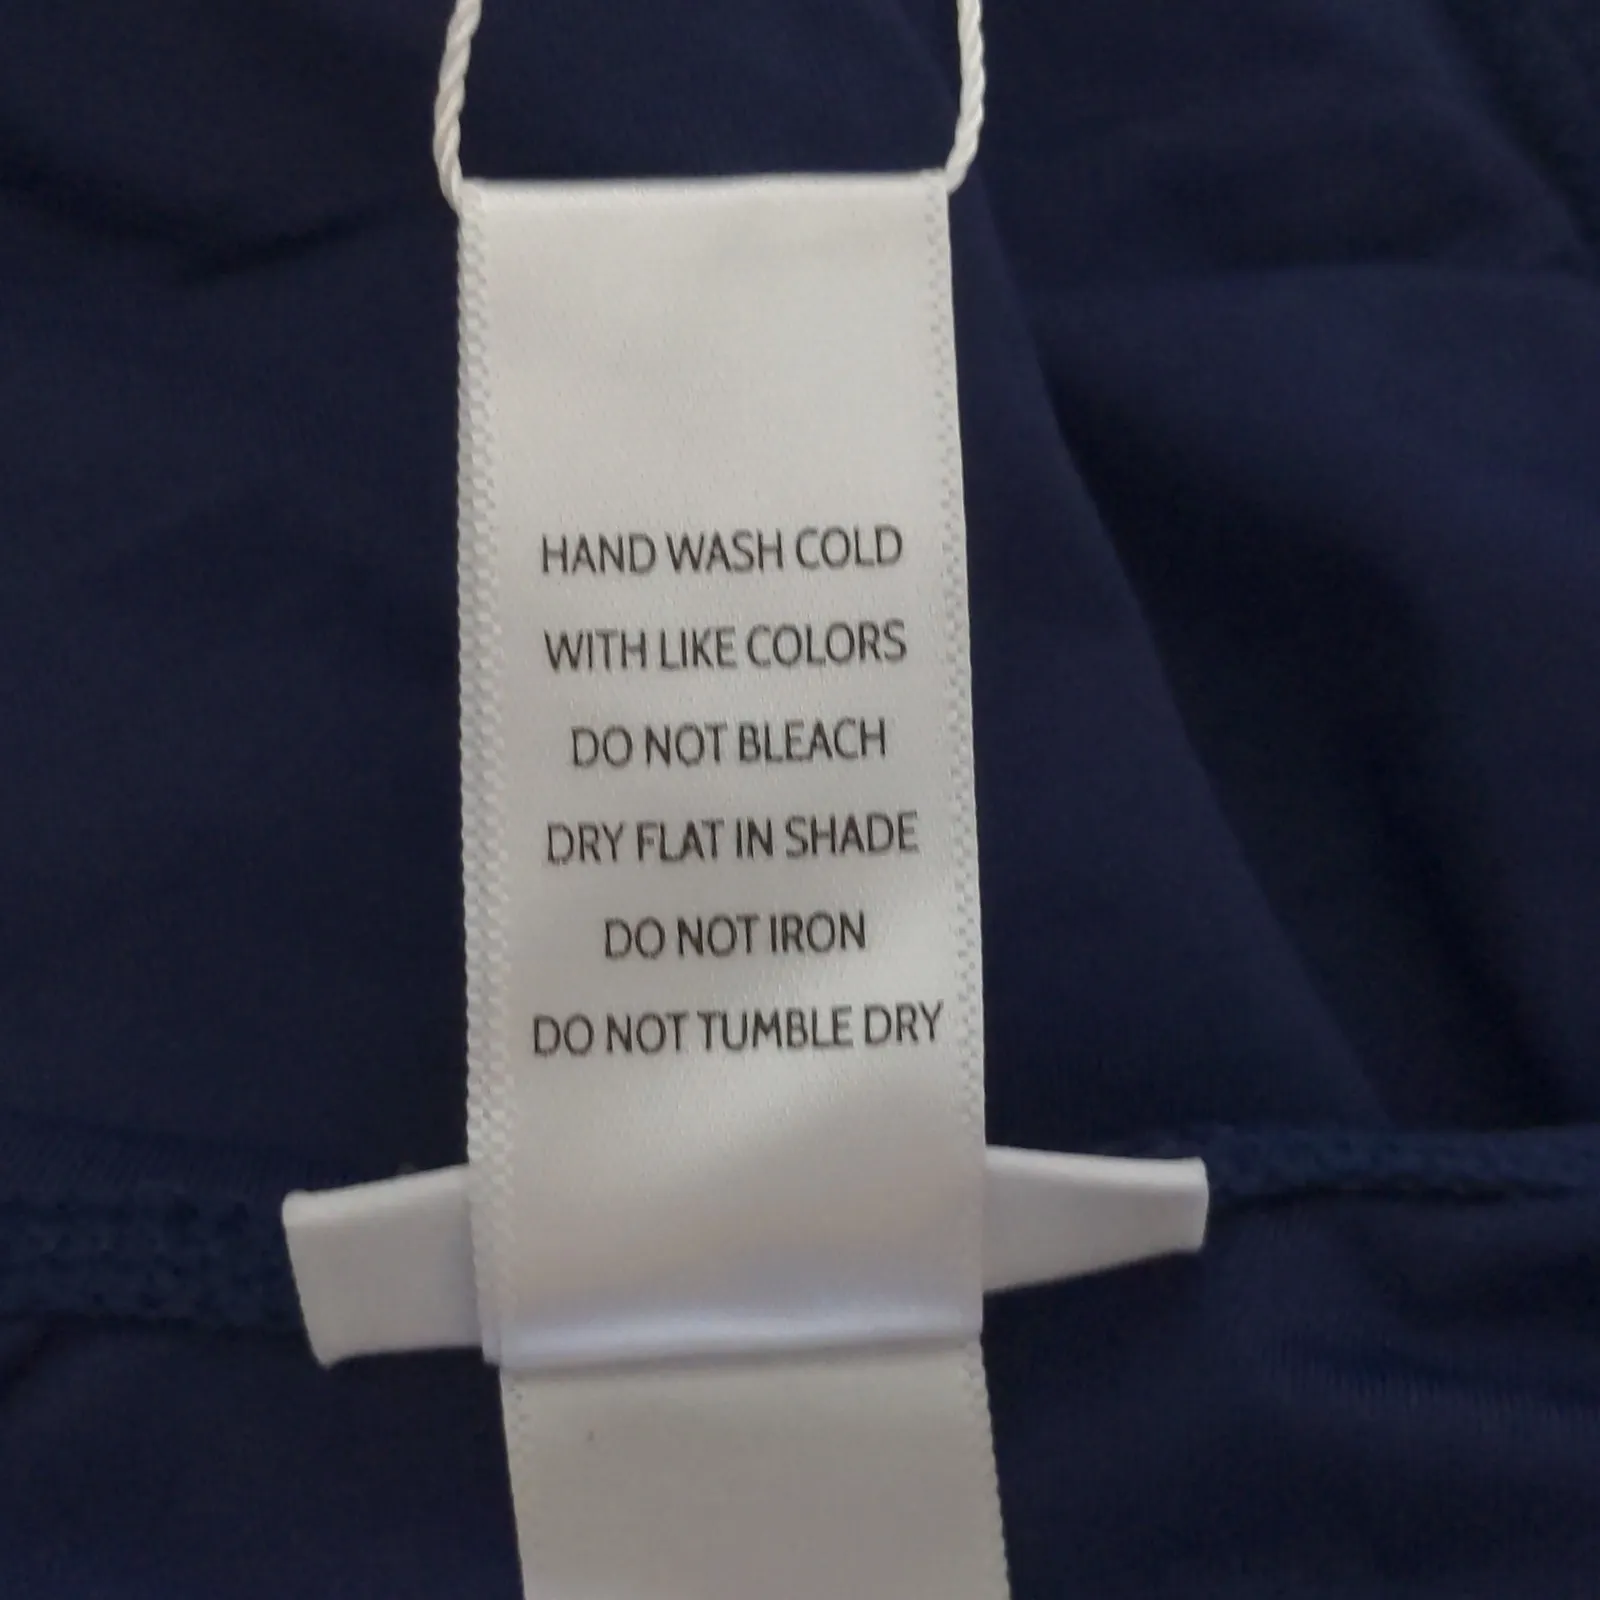 HAND WASH COLD
WITH LIKE COLORS
DO NOT BLEACH
DRY FLAT IN SHADE
DO NOT IRON
DO NOT TUMBLE DRY